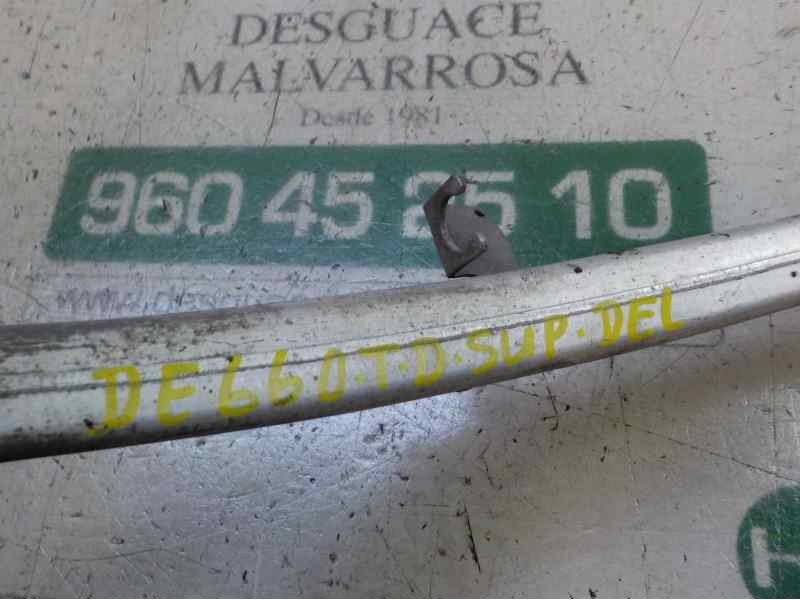 DESGUACE
MALVARROSA
Desde 1981
960 45 25 10
DE660.T.D.SUP.DEL